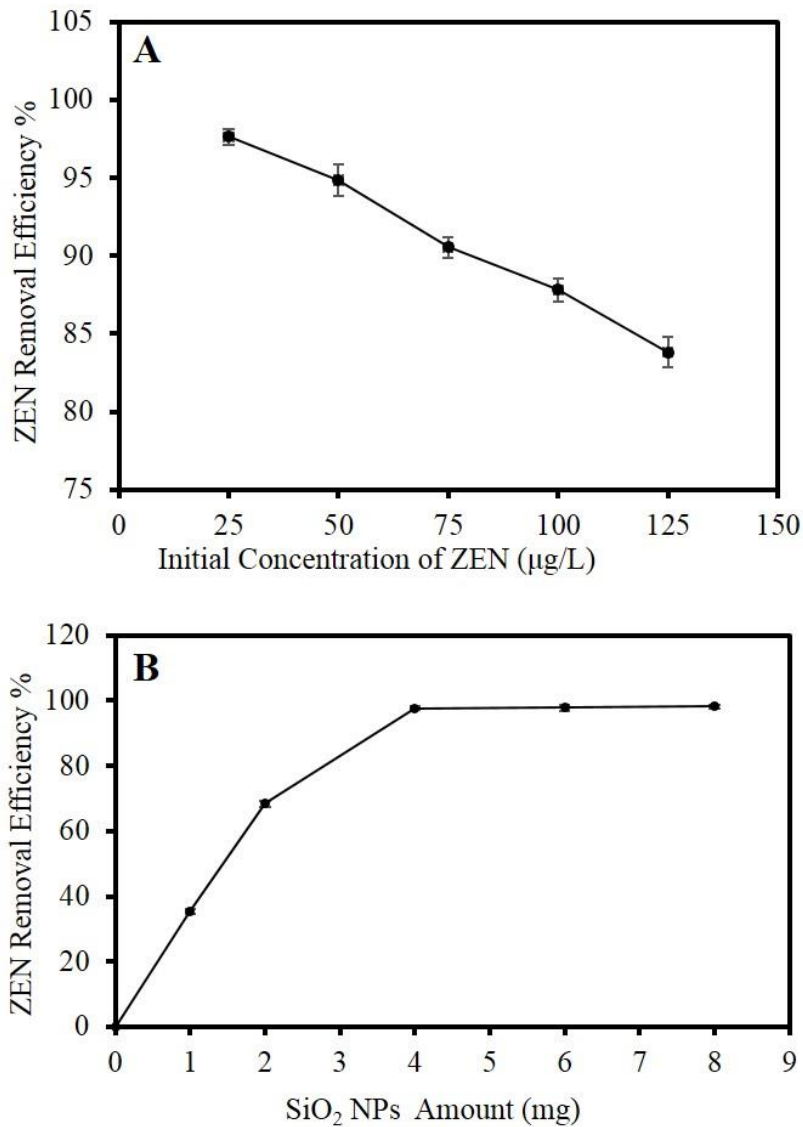 A
ZEN Removal Efficiency %
105
100
95
90
85
80
75
0 25 50 75 100 125 150
Initial Concentration of ZEN (μg/L)
B
ZEN Removal Efficiency %
120
100
80
60
40
20
0
0 1 2 3 4 5 6 7 8 9
SiO₂ NPs Amount (mg)